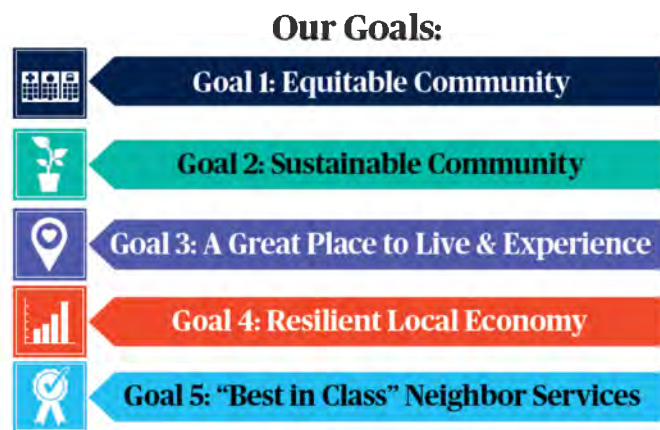 Our Goals:
Goal 1: Equitable Community
Goal 2: Sustainable Community
Goal 3: A Great Place to Live & Experience
Goal 4: Resilient Local Economy
Goal 5: “Best in Class” Neighbor Services